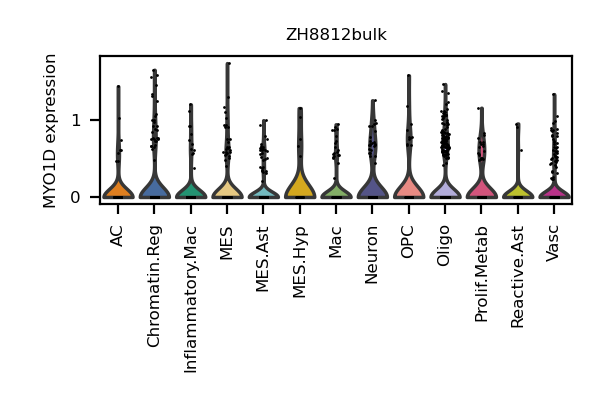 ZH8812bulk
MYO1D expression
1
0
AC
Chromatin.Reg
Inflammatory.Mac
MES
MES.Ast
MES.Hyp
Mac
Neuron
OPC
Oligo
Prolif.Metab
Reactive.Ast
Vasc